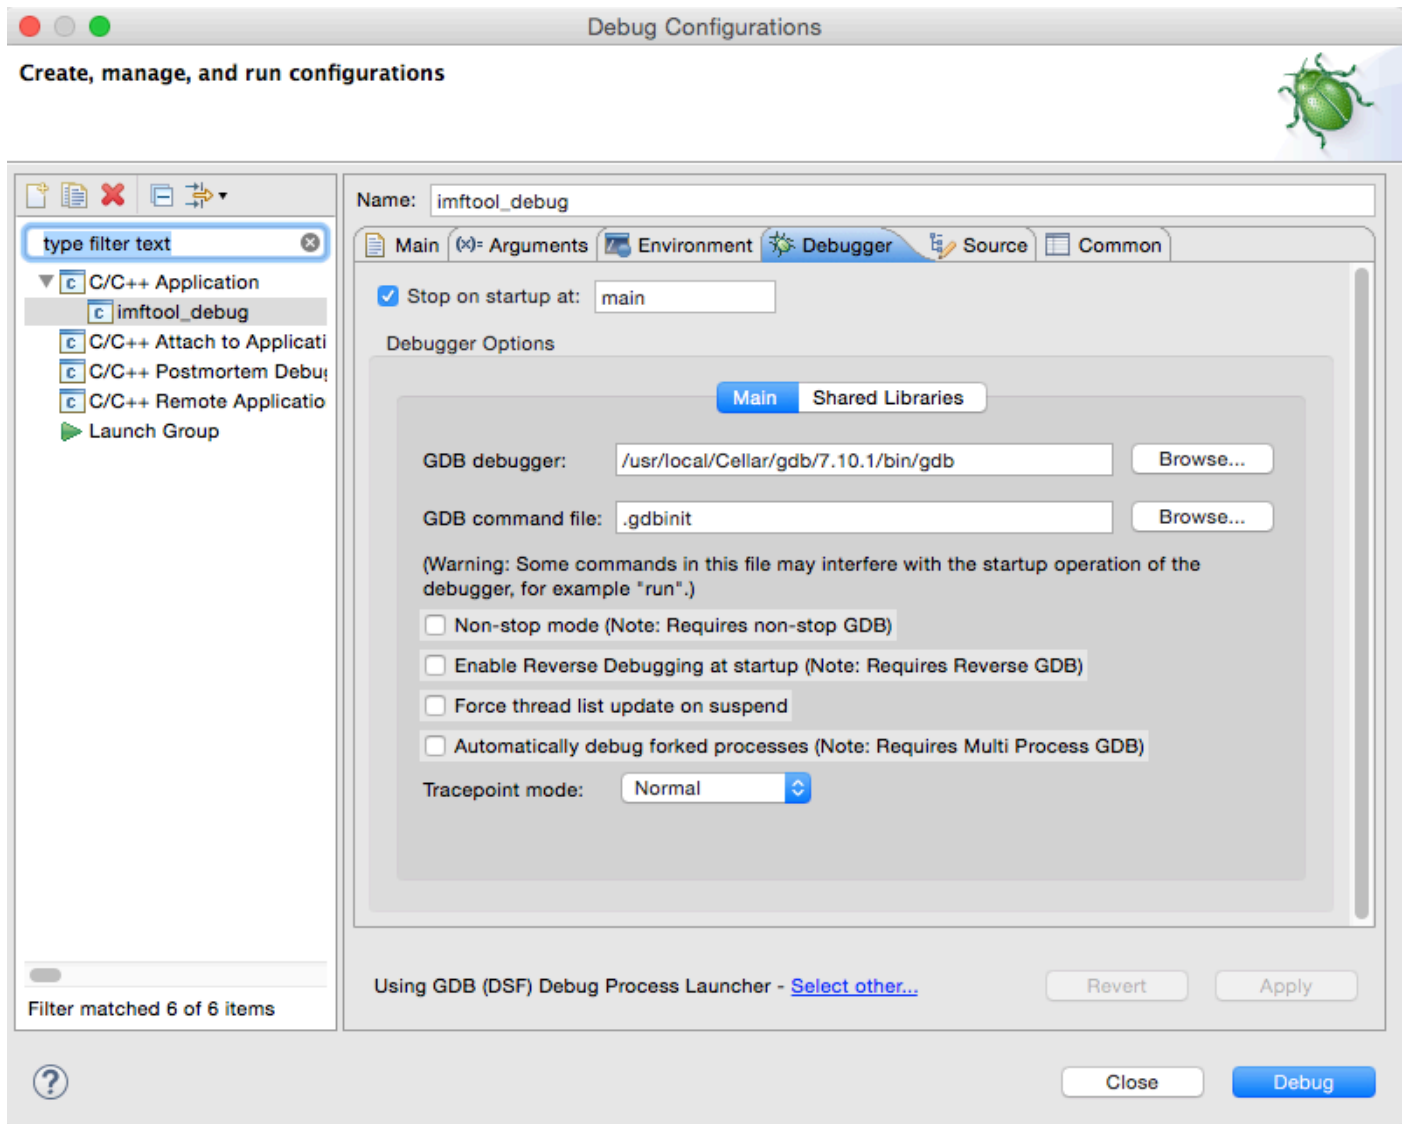 Debug Configurations
Create, manage, and run configurations
type filter text
C/C++ Application
imftool_debug
C/C++ Attach to Applicati
C/C++ Postmortem Debu
C/C++ Remote Applicatio
Launch Group
Filter matched 6 of 6 items
Name: imftool_debug
Main (x)= Arguments Environment Debugger Source Common
Stop on startup at: main
Debugger Options
Main Shared Libraries
GDB debugger: /usr/local/Cellar/gdb/7.10.1/bin/gdb Browse...
GDB command file: .gdbinit Browse...
(Warning: Some commands in this file may interfere with the startup operation of the
debugger, for example "run".)
Non-stop mode (Note: Requires non-stop GDB)
Enable Reverse Debugging at startup (Note: Requires Reverse GDB)
Force thread list update on suspend
Automatically debug forked processes (Note: Requires Multi Process GDB)
Tracepoint mode: Normal
Using GDB (DSF) Debug Process Launcher - Select other... Revert Apply
? Close Debug